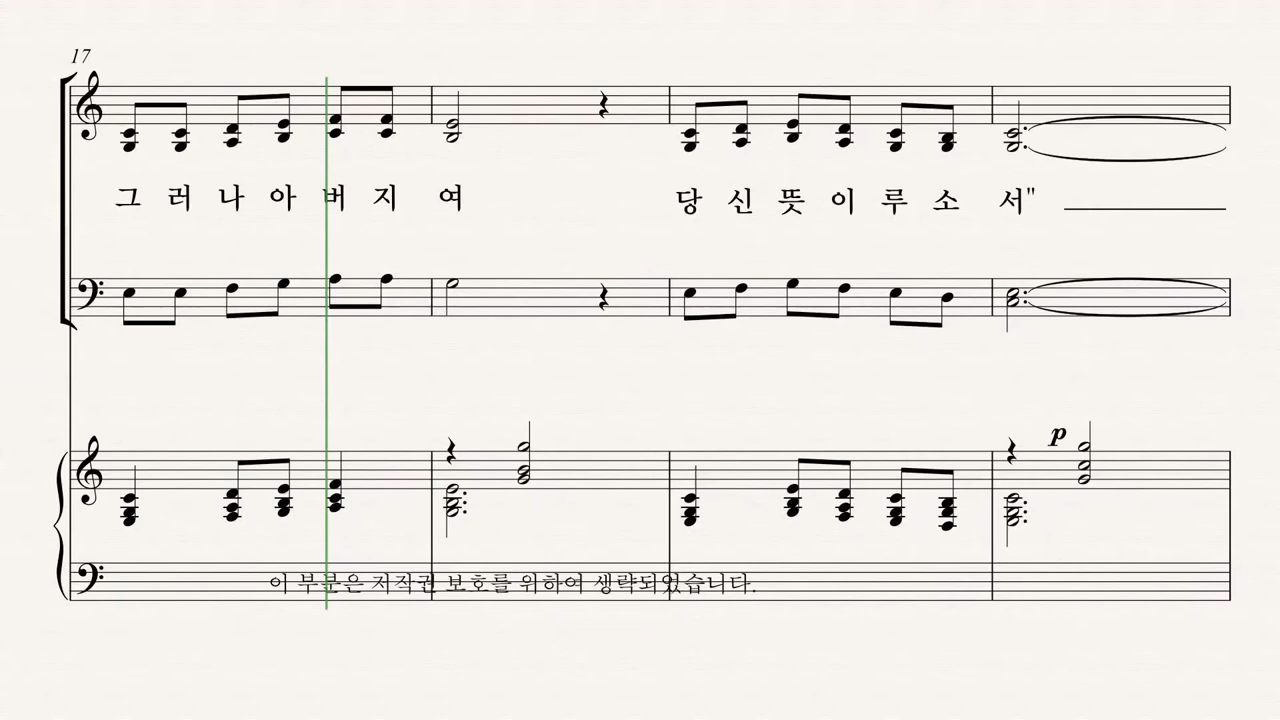 17
그 러 나 아 버 지 여 당 신 뜻 이 루 소 서"
p
이 부분은 저작권 보호를 위하여 생략되었습니다.